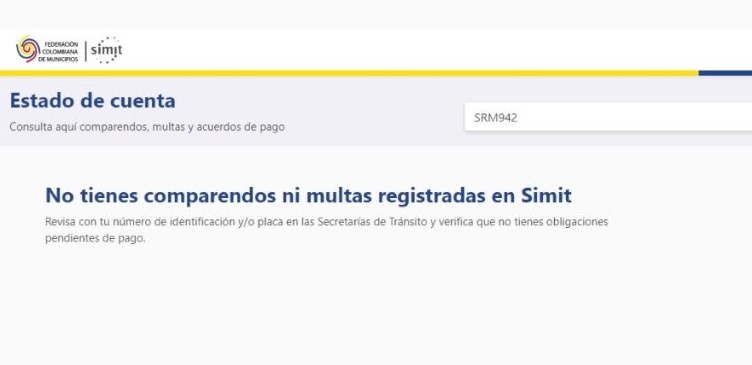 FEDERACIÓN
COLOMBIANA
DE MUNICIPIOS
simit
Estado de cuenta
Consulta aquí comparendos, multas y acuerdos de pago
SRM942
No tienes comparendos ni multas registradas en Simit
Revisa con tu número de identificación y/o placa en las Secretarías de Tránsito y verifica que no tienes obligaciones
pendientes de pago.